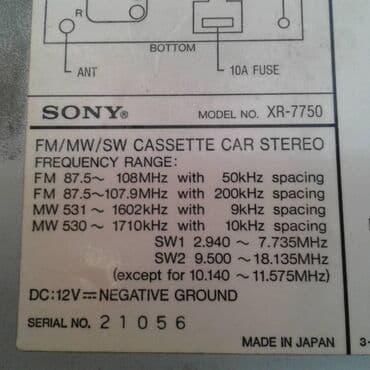 R
BOTTOM
ANT
10A FUSE
SONY® MODEL NO. XR-7750
FM/MW/SW CASSETTE CAR STEREO
FREQUENCY RANGE:
FM 87.5~ 108MHz with 50kHz spacing
FM 87.5~107.9MHz with 200kHz spacing
MW 531 ~ 1602kHz with 9kHz spacing
MW 530 ~ 1710kHz with 10kHz spacing
SW1 2.940 ~ 7.735MHz
SW2 9.500 ~ 18.135MHz
(except for 10.140 ~ 11.575MHz)
DC:12V⎓NEGATIVE GROUND
SERIAL NO. 21056
MADE IN JAPAN
3-